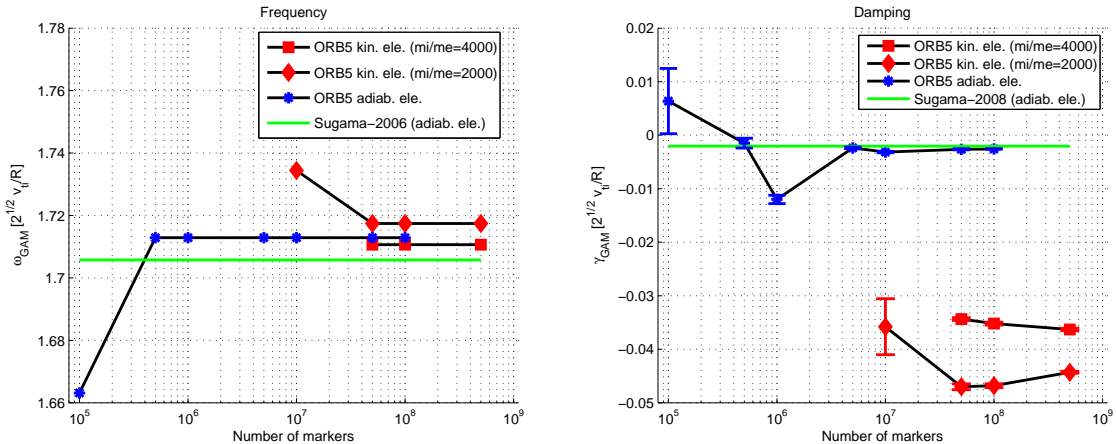 Frequency
ω_GAM [2^{1/2} v_{ti}/R]
1.78
1.76
1.74
1.72
1.7
1.68
1.66
ORB5 kin. ele. (mi/me=4000)
ORB5 kin. ele. (mi/me=2000)
ORB5 adiab. ele.
Sugama−2006 (adiab. ele.)
10^5
10^6
10^7
10^8
10^9
Number of markers
Damping
γ_GAM [2^{1/2} v_{ti}/R]
0.02
0.01
0
−0.01
−0.02
−0.03
−0.04
−0.05
ORB5 kin. ele. (mi/me=4000)
ORB5 kin. ele. (mi/me=2000)
ORB5 adiab. ele.
Sugama−2008 (adiab. ele.)
10^5
10^6
10^7
10^8
10^9
Number of markers